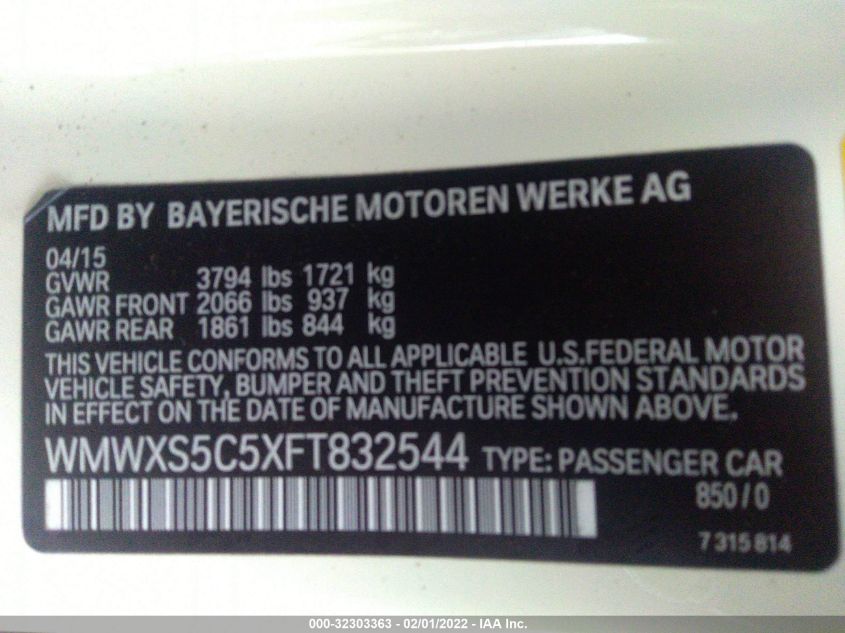 MFD BY BAYERISCHE MOTOREN WERKE AG
04/15
GVWR 3794 lbs 1721 kg
GAWR FRONT 2066 lbs 937 kg
GAWR REAR 1861 lbs 844 kg
THIS VEHICLE CONFORMS TO ALL APPLICABLE U.S.FEDERAL MOTOR
VEHICLE SAFETY, BUMPER AND THEFT PREVENTION STANDARDS
IN EFFECT ON THE DATE OF MANUFACTURE SHOWN ABOVE.
WMWXS5C5XFT832544 TYPE: PASSENGER CAR
850/0
7 315 814
000-32303363 - 02/01/2022 - IAA Inc.